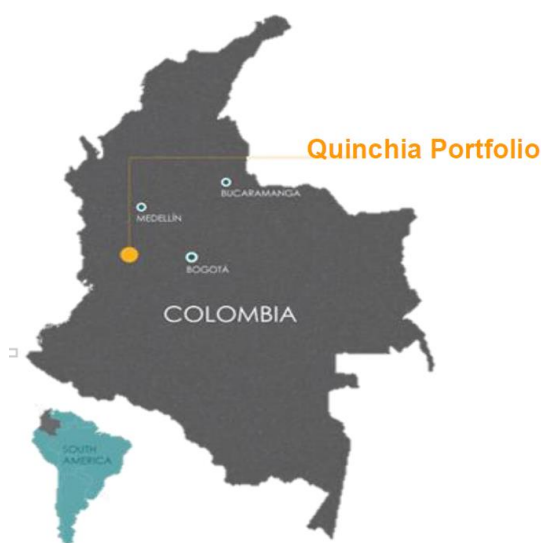 Quinchia Portfolio
BUCARAMANGA
MEDELLÍN
BOGOTÁ
COLOMBIA
SOUTH
AMERICA